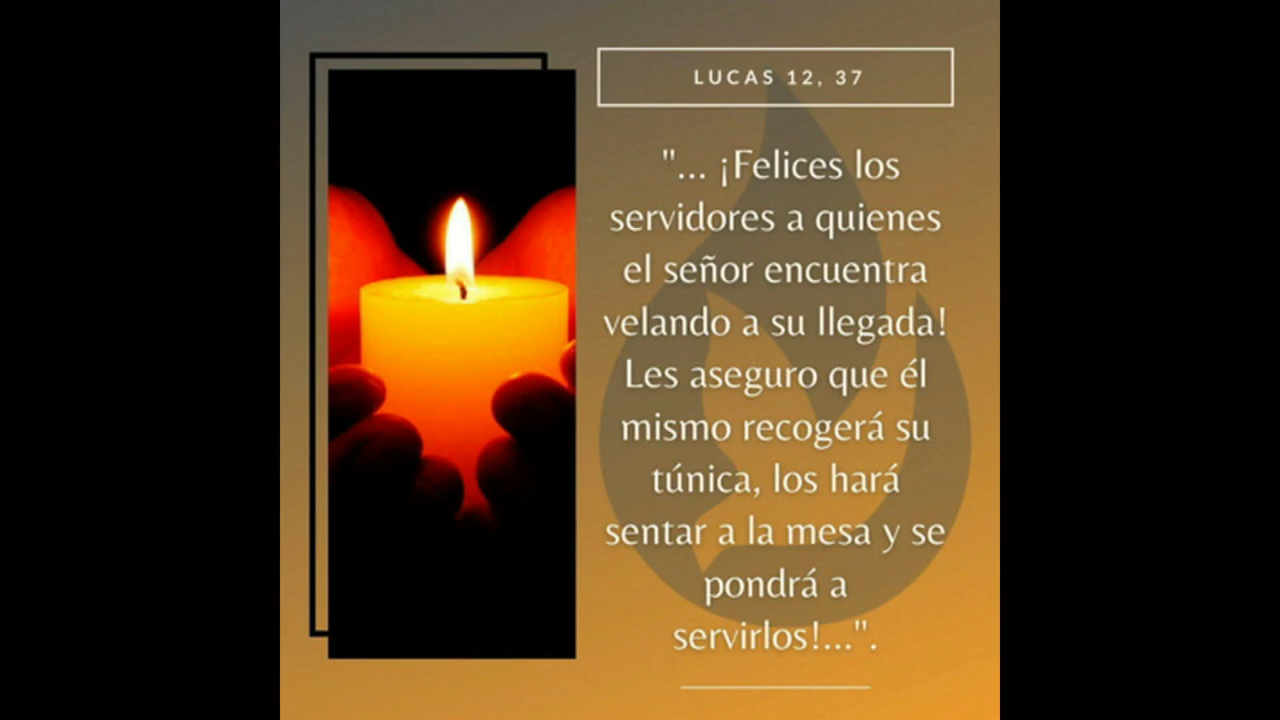 LUCAS 12, 37
"... ¡Felices los
servidores a quienes
el señor encuentra
velando a su llegada!
Les aseguro que él
mismo recogerá su
túnica, los hará
sentar a la mesa y se
pondrá a
servirlos!...".